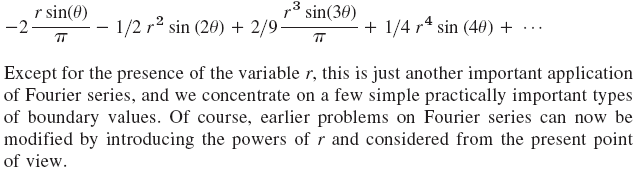 −2 r sin(θ)/π − 1/2 r² sin (2θ) + 2/9 r³ sin(3θ)/π + 1/4 r⁴ sin (4θ) + ⋯
Except for the presence of the variable r, this is just another important application
of Fourier series, and we concentrate on a few simple practically important types
of boundary values. Of course, earlier problems on Fourier series can now be
modified by introducing the powers of r and considered from the present point
of view.